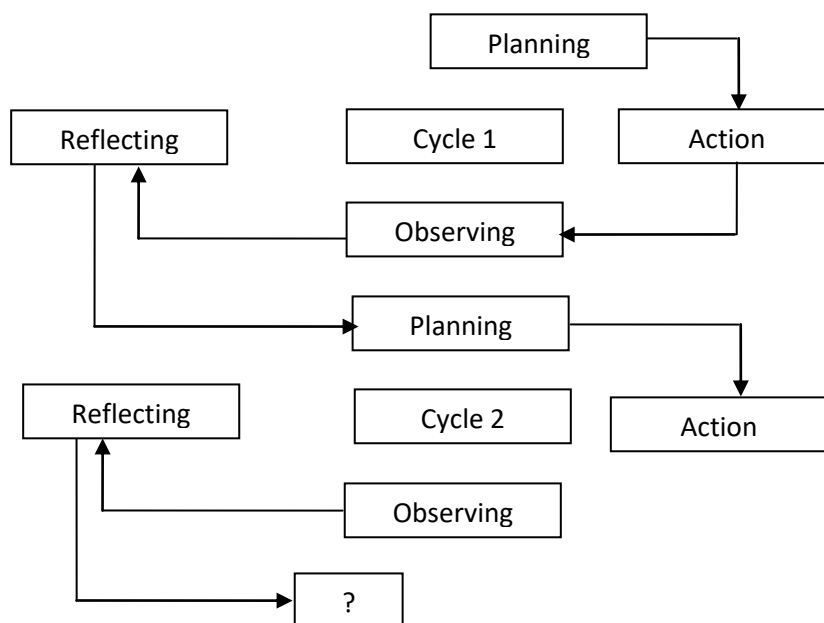 Planning
Reflecting
Cycle 1
Action
Observing
Planning
Reflecting
Cycle 2
Action
Observing
?